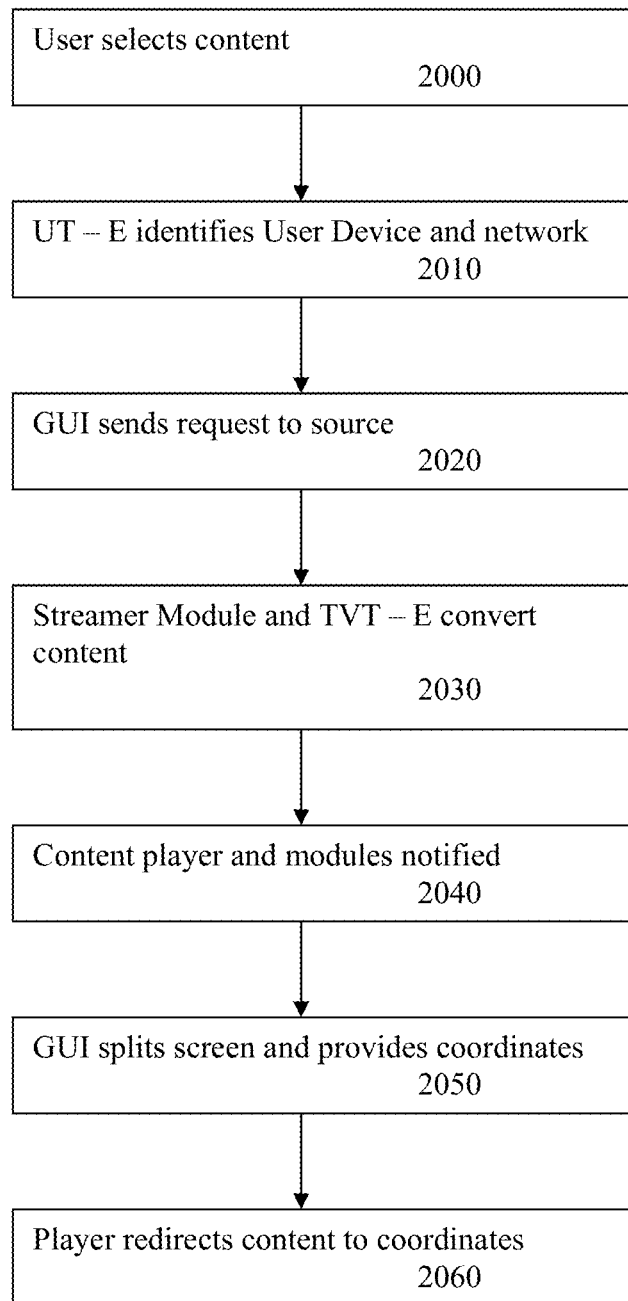 User selects content
2000
UT – E identifies User Device and network
2010
GUI sends request to source
2020
Streamer Module and TVT – E convert
content
2030
Content player and modules notified
2040
GUI splits screen and provides coordinates
2050
Player redirects content to coordinates
2060